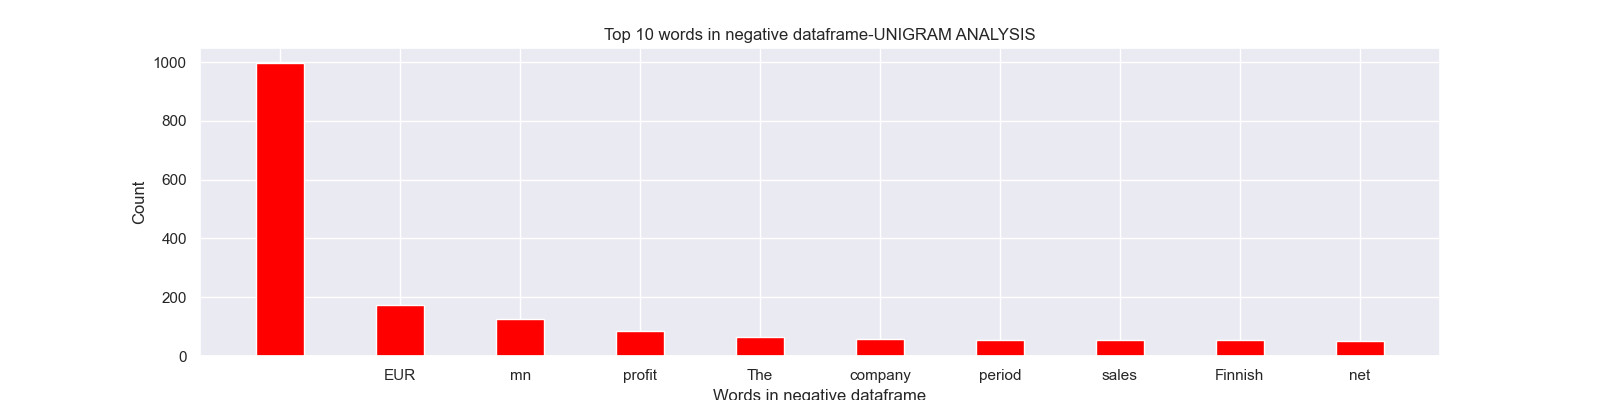 Top 10 words in negative dataframe-UNIGRAM ANALYSIS
1000
800
600
400
200
0
Count
EUR mn profit The company period sales Finnish net
Words in negative dataframe